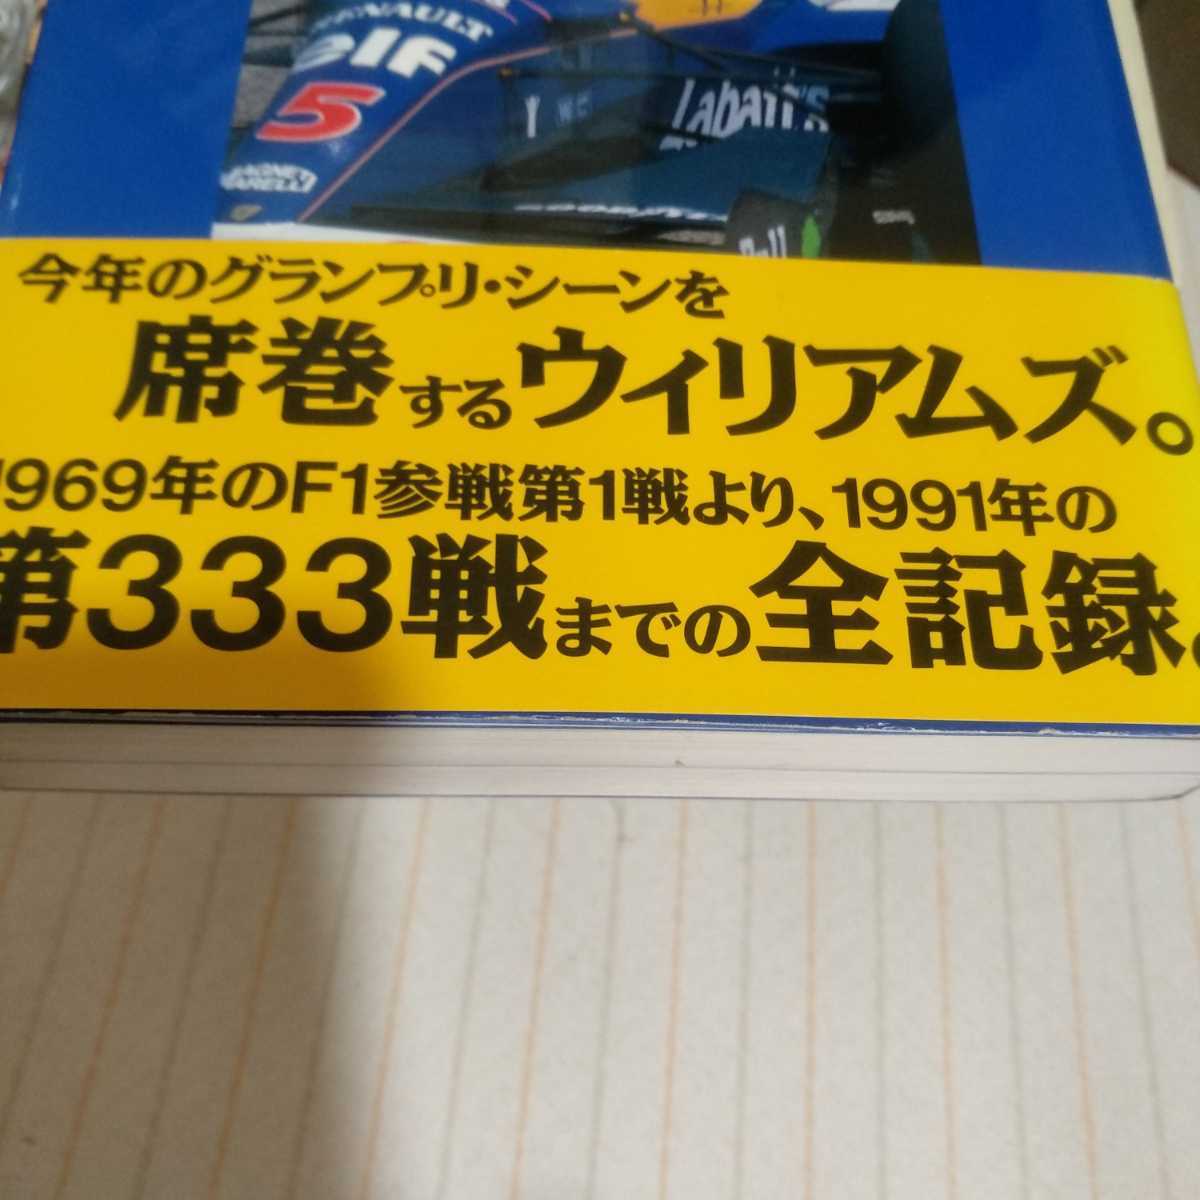 RENAULT
elf
5
Labatt's
MAGNETI
MARELLI
今年のグランプリ・シーンを
席巻するウィリアムズ。
1969年のF1参戦第1戦より、1991年の
第333戦までの全記録。